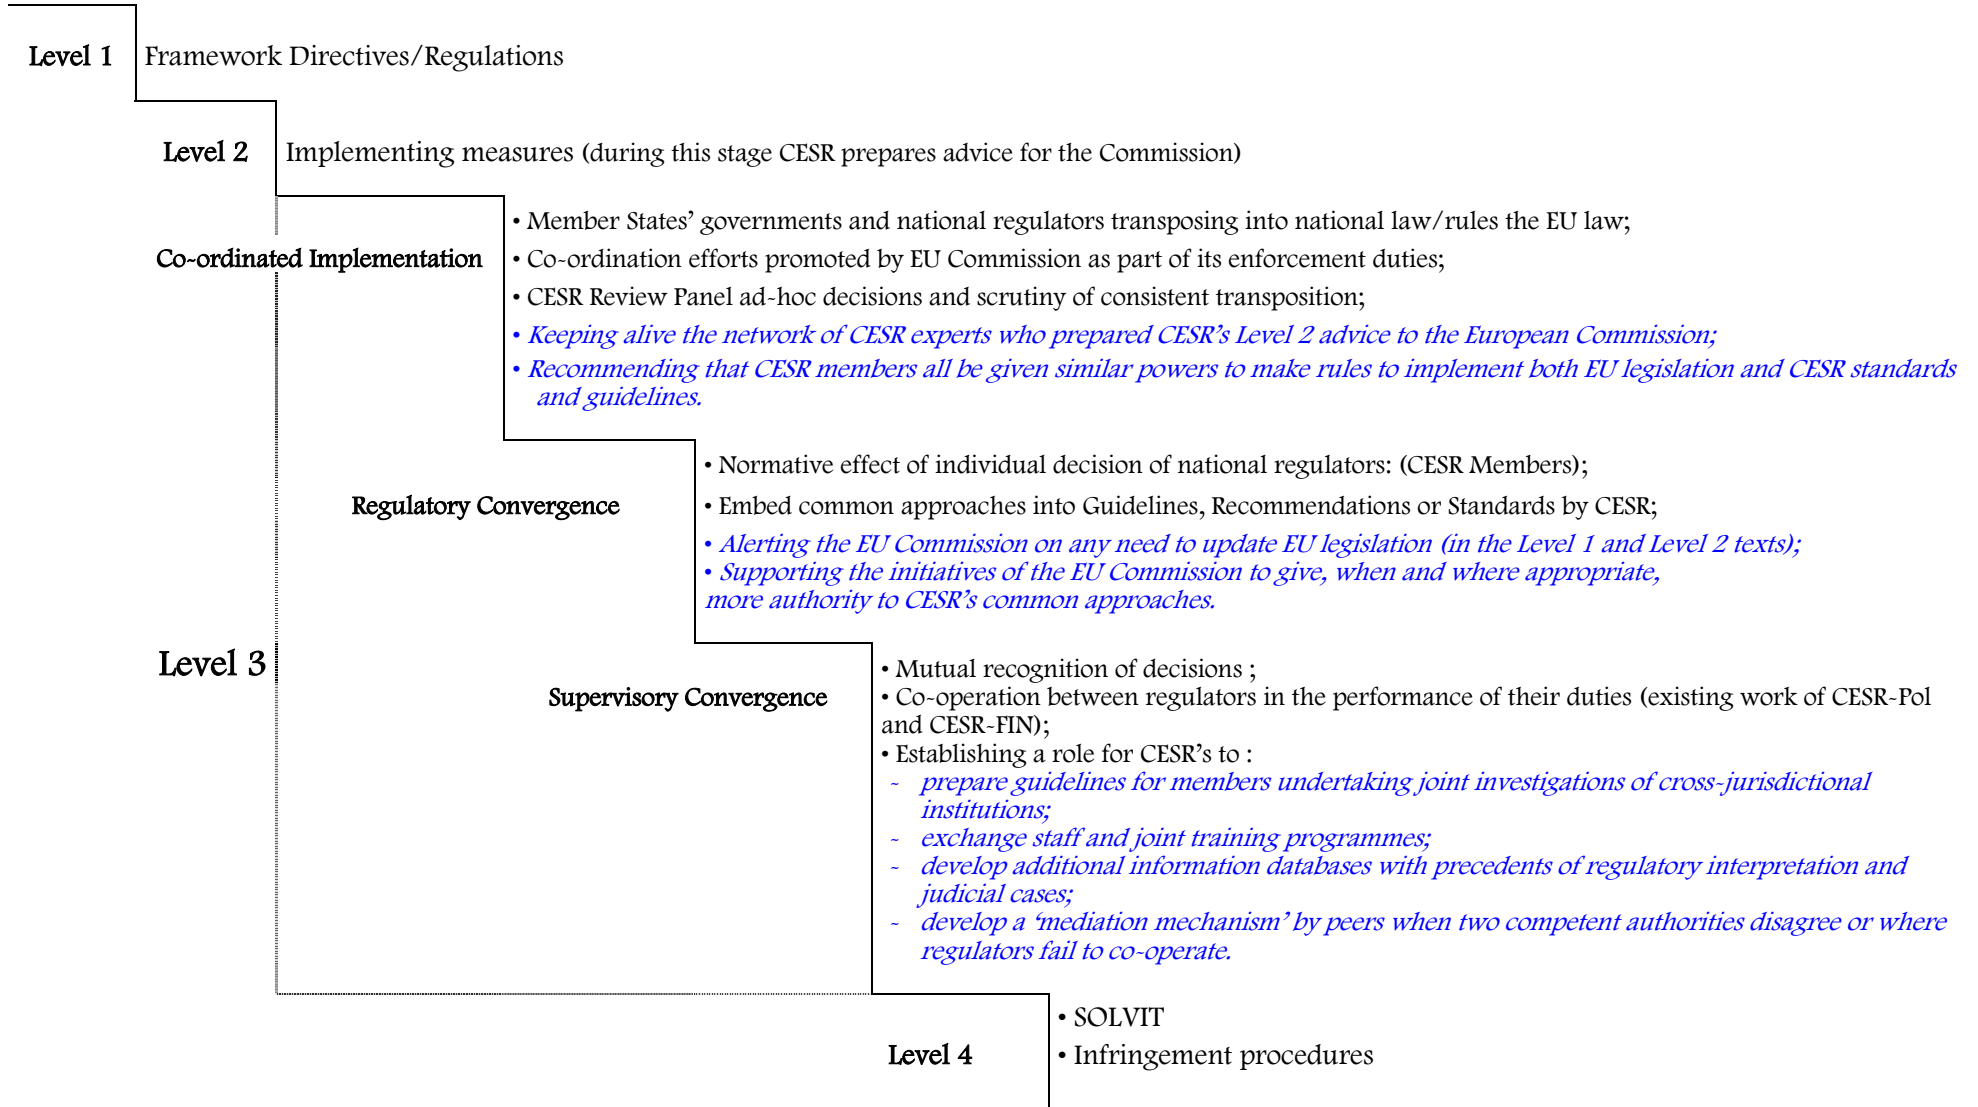 Level 1 Framework Directives/Regulations
Level 2 Implementing measures (during this stage CESR prepares advice for the Commission)
Co-ordinated Implementation
• Member States’ governments and national regulators transposing into national law/rules the EU law;
• Co-ordination efforts promoted by EU Commission as part of its enforcement duties;
• CESR Review Panel ad-hoc decisions and scrutiny of consistent transposition;
• Keeping alive the network of CESR experts who prepared CESR’s Level 2 advice to the European Commission;
• Recommending that CESR members all be given similar powers to make rules to implement both EU legislation and CESR standards
and guidelines.
Regulatory Convergence
• Normative effect of individual decision of national regulators: (CESR Members);
• Embed common approaches into Guidelines, Recommendations or Standards by CESR;
• Alerting the EU Commission on any need to update EU legislation (in the Level 1 and Level 2 texts);
• Supporting the initiatives of the EU Commission to give, when and where appropriate,
more authority to CESR’s common approaches.
Level 3
Supervisory Convergence
• Mutual recognition of decisions ;
• Co-operation between regulators in the performance of their duties (existing work of CESR-Pol
and CESR-FIN);
• Establishing a role for CESR’s to :
- prepare guidelines for members undertaking joint investigations of cross-jurisdictional
institutions;
- exchange staff and joint training programmes;
- develop additional information databases with precedents of regulatory interpretation and
judicial cases;
- develop a ‘mediation mechanism’ by peers when two competent authorities disagree or where
regulators fail to co-operate.
Level 4
• SOLVIT
• Infringement procedures